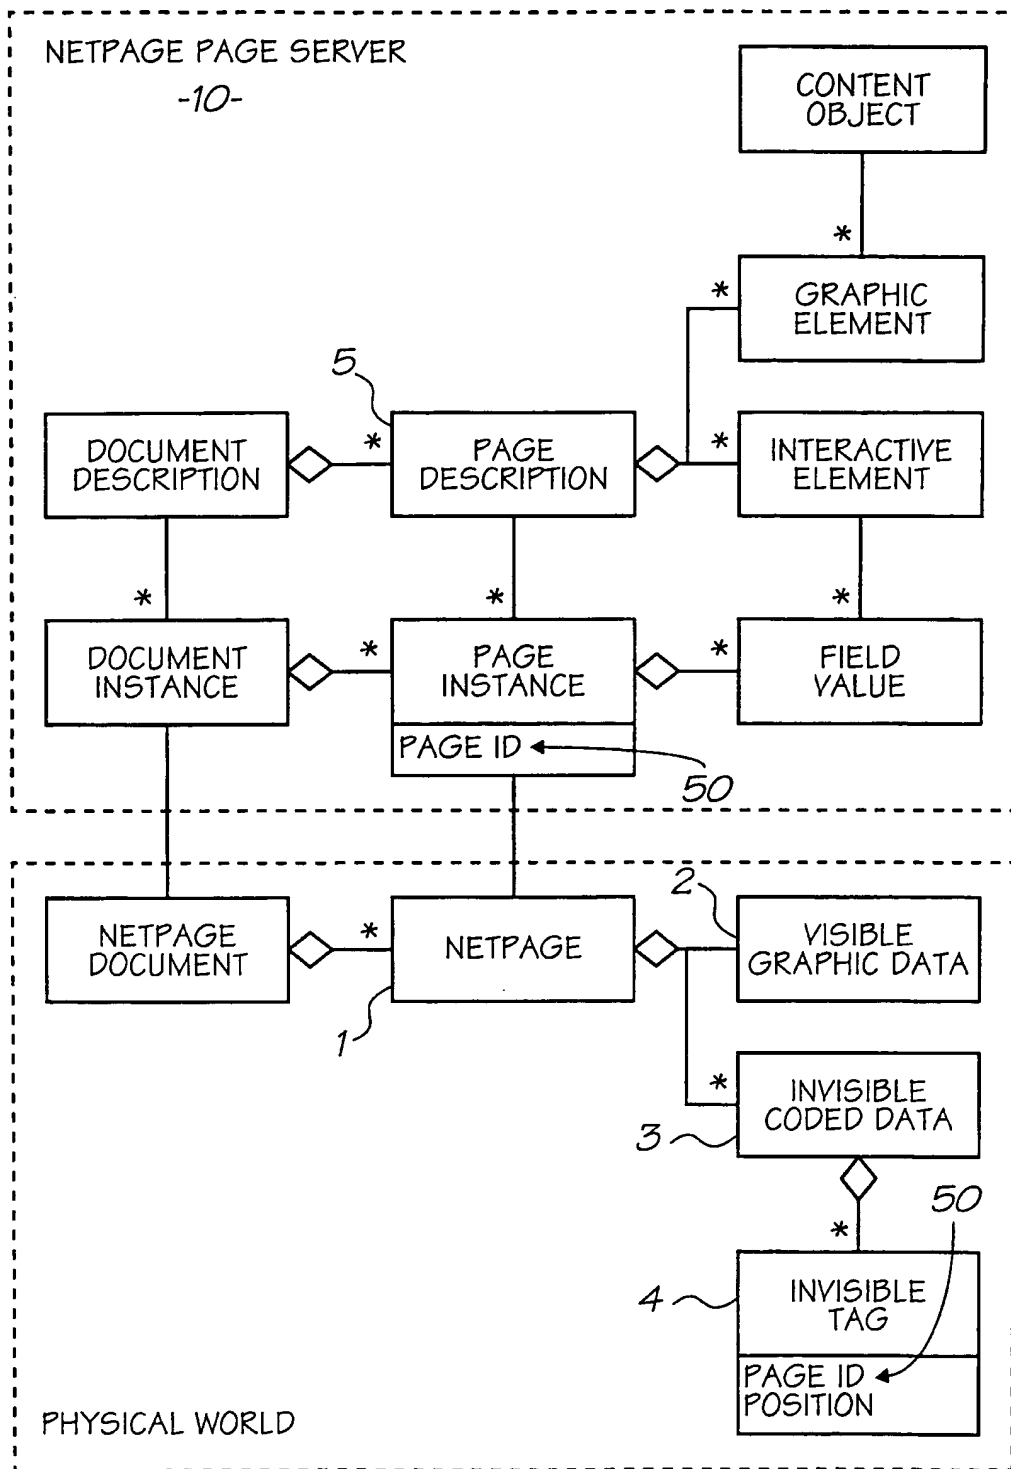 NETPAGE PAGE SERVER
-10-
CONTENT
OBJECT
*
*
GRAPHIC
ELEMENT
5
DOCUMENT
DESCRIPTION
*
PAGE
DESCRIPTION
*
INTERACTIVE
ELEMENT
*
*
*
DOCUMENT
INSTANCE
*
PAGE
INSTANCE
*
FIELD
VALUE
PAGE ID
50
2
NETPAGE
DOCUMENT
*
NETPAGE
VISIBLE
GRAPHIC DATA
1
*
INVISIBLE
CODED DATA
3
50
*
4
INVISIBLE
TAG
PAGE ID
POSITION
PHYSICAL WORLD